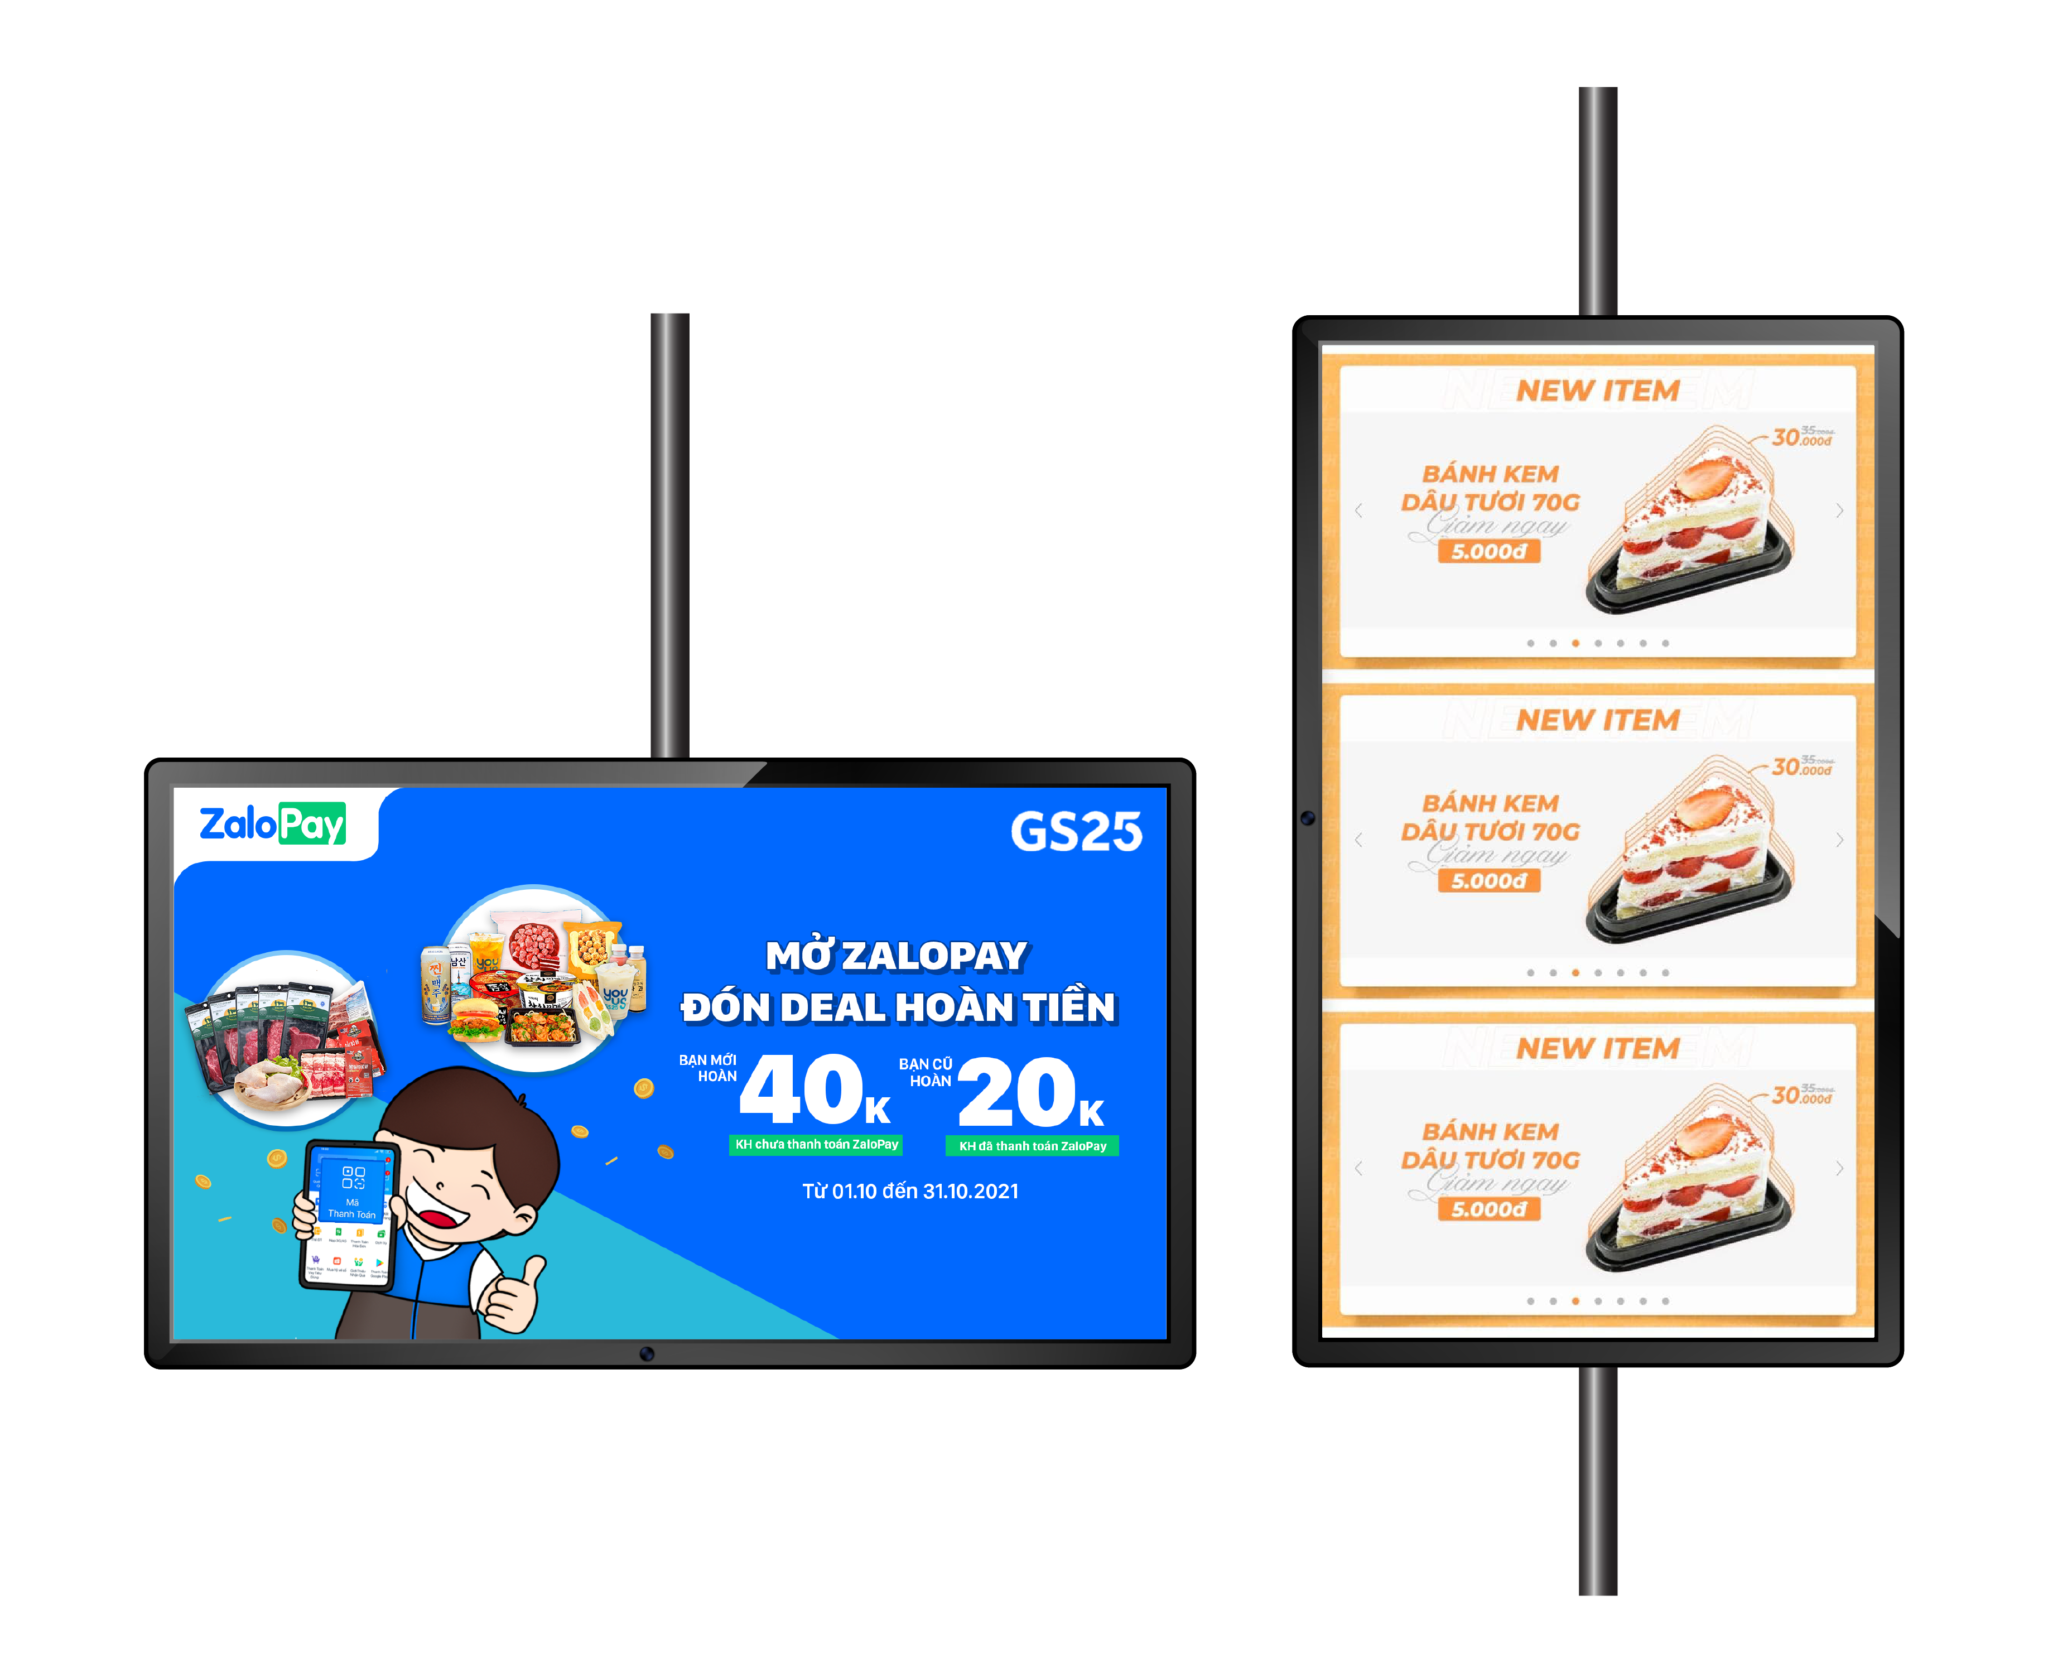 ZaloPay
GS25
MỞ ZALOPAY
ĐÓN DEAL HOÀN TIỀN
BẠN MỚI
HOÀN
40K
BẠN CŨ
HOÀN
20K
KH chưa thanh toán ZaloPay
KH đã thanh toán ZaloPay
Từ 01.10 đến 31.10.2021
Mã
Thanh Toán
NEW ITEM
35
30.000đ
BÁNH KEM
DÂU TƯƠI 70G
Giảm ngay
5.000đ
NEW ITEM
35
30.000đ
BÁNH KEM
DÂU TƯƠI 70G
Giảm ngay
5.000đ
NEW ITEM
35
30.000đ
BÁNH KEM
DÂU TƯƠI 70G
Giảm ngay
5.000đ